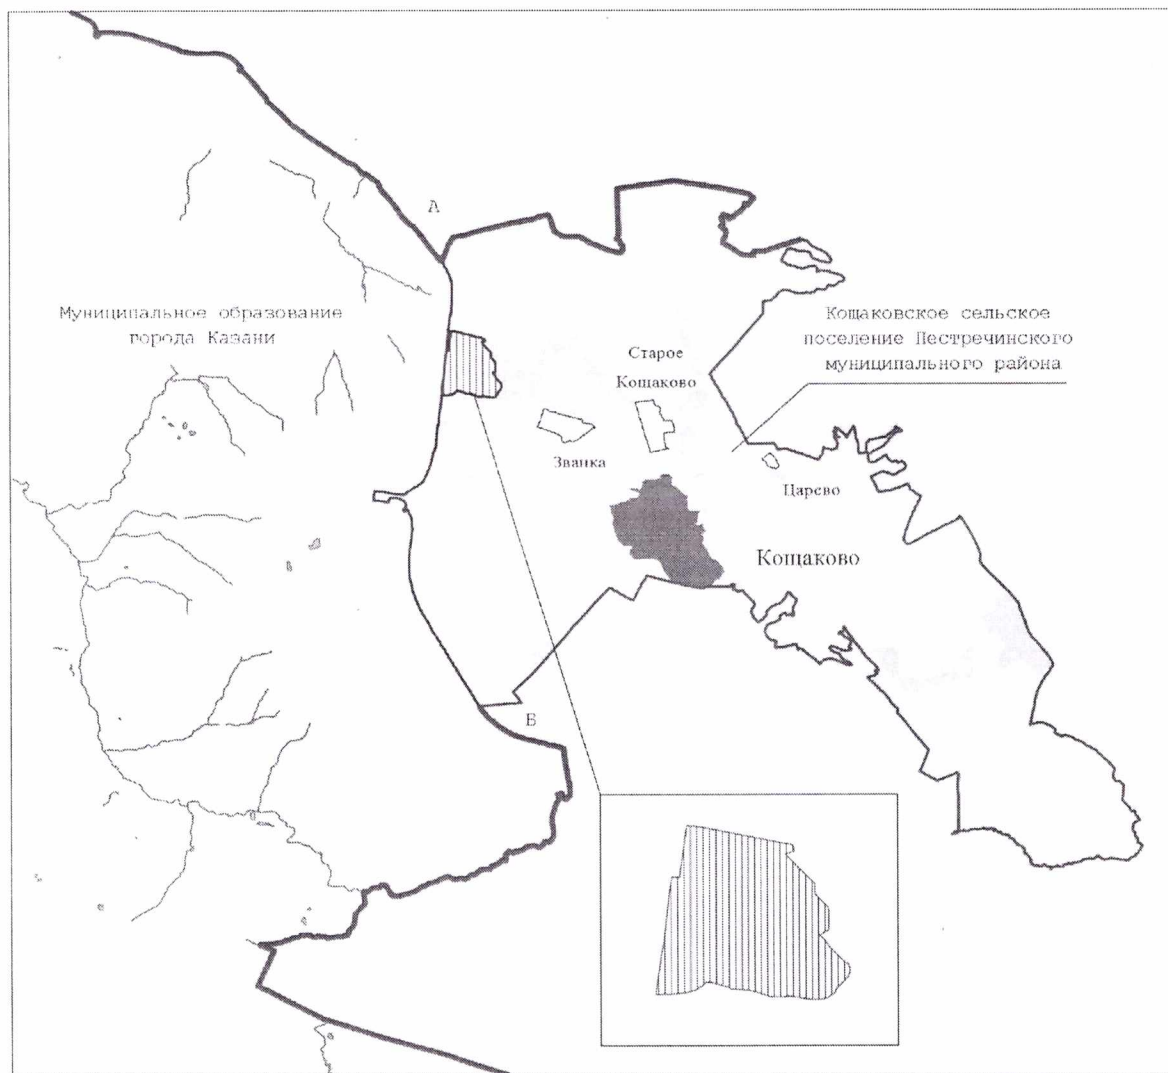 А
Муниципальное образование
города Казани
Кощаковское сельское
поселение Пестречинского
муниципального района
Старое
Кощаково
Званка
Царево
Кощаково
Б